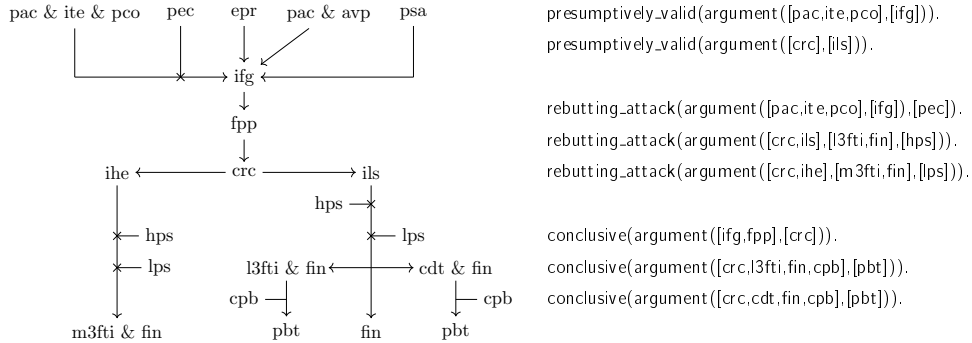 pac & ite & pco
pec
epr
pac & avp
psa
ifg
fpp
ihe
crc
ils
hps
hps
lps
lps
l3fti & fin
cdt & fin
cpb
cpb
m3fti & fin
pbt
fin
pbt
presumptively_valid(argument([pac,ite,pco],[ifg])).
presumptively_valid(argument([crc],[ils])).
rebutting_attack(argument([pac,ite,pco],[ifg]),[pec]).
rebutting_attack(argument([crc,ils],[l3fti,fin],[hps])).
rebutting_attack(argument([crc,ihe],[m3fti,fin],[lps])).
conclusive(argument([ifg,fpp],[crc])).
conclusive(argument([crc,l3fti,fin,cpb],[pbt])).
conclusive(argument([crc,cdt,fin,cpb],[pbt])).